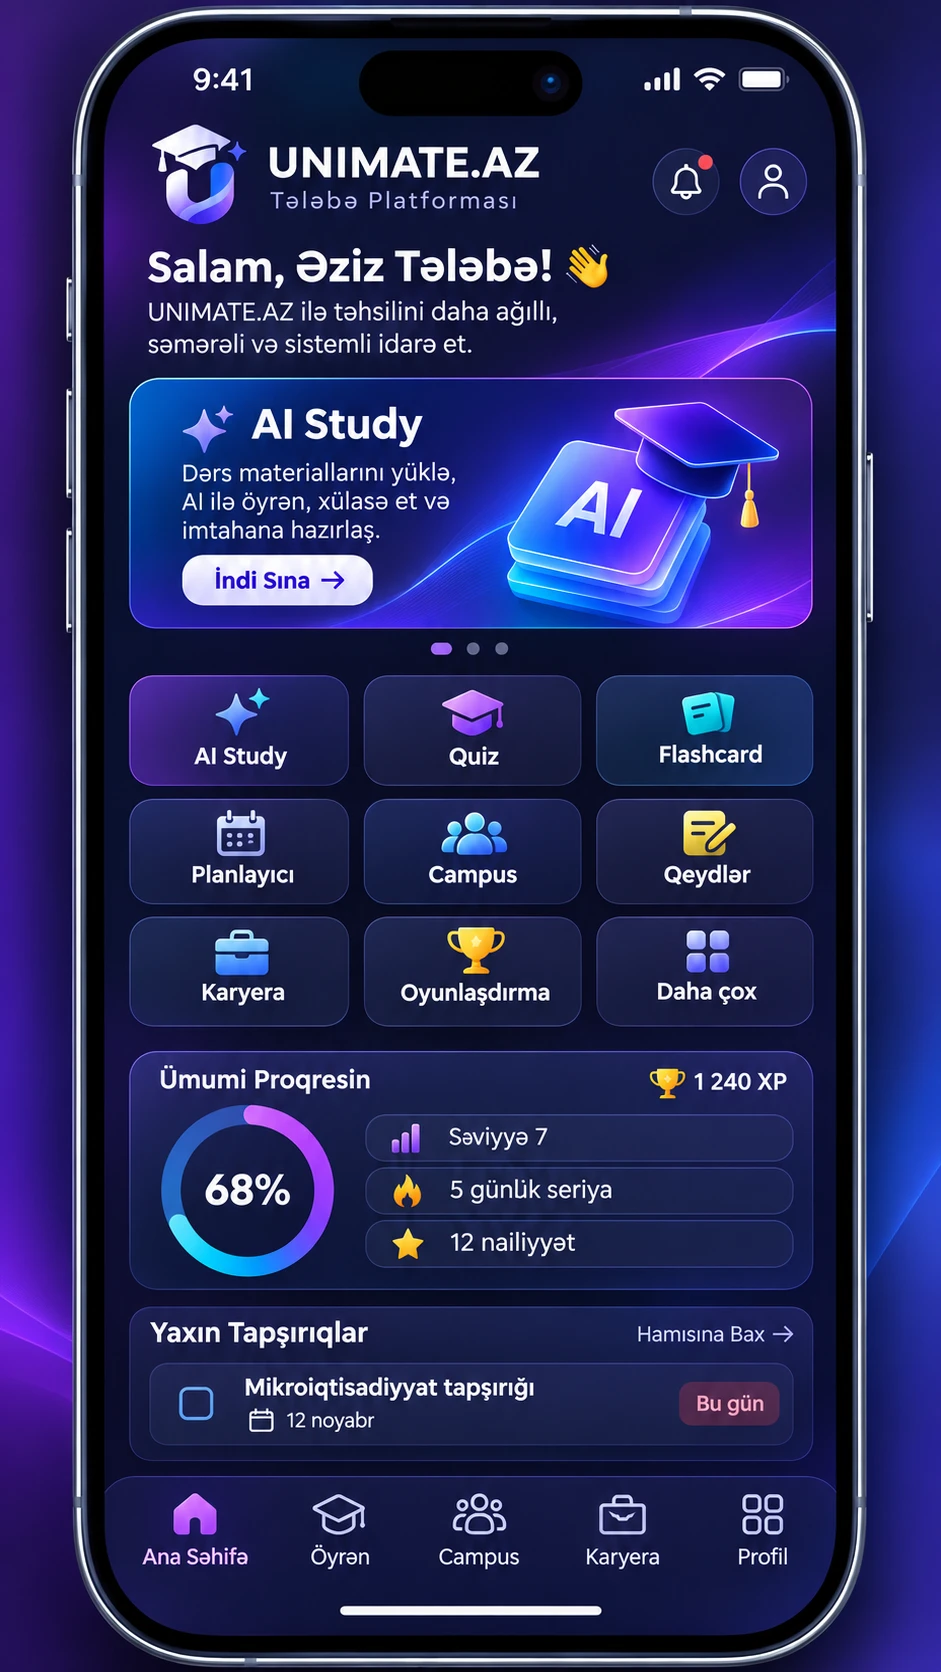 9:41
UNIMATE.AZ
Tələbə Platforması
Salam, Əziz Tələbə! 👋
UNIMATE.AZ ilə təhsilini daha ağıllı,
səmərəli və sistemli idarə et.
AI Study
Dərs materiallarını yüklə,
AI ilə öyrən, xülasə et və
imtahana hazırlaş.
İndi Sına →
AI
AI Study
Quiz
Flashcard
Planlayıcı
Campus
Qeydlər
Karyera
Oyunlaşdırma
Daha çox
Ümumi Proqresin
1 240 XP
68%
Səviyyə 7
5 günlük seriya
12 nailiyyət
Yaxın Tapşırıqlar
Hamısına Bax →
Mikroiqtisadiyyat tapşırığı
12 noyabr
Bu gün
Ana Səhifə
Öyrən
Campus
Karyera
Profil